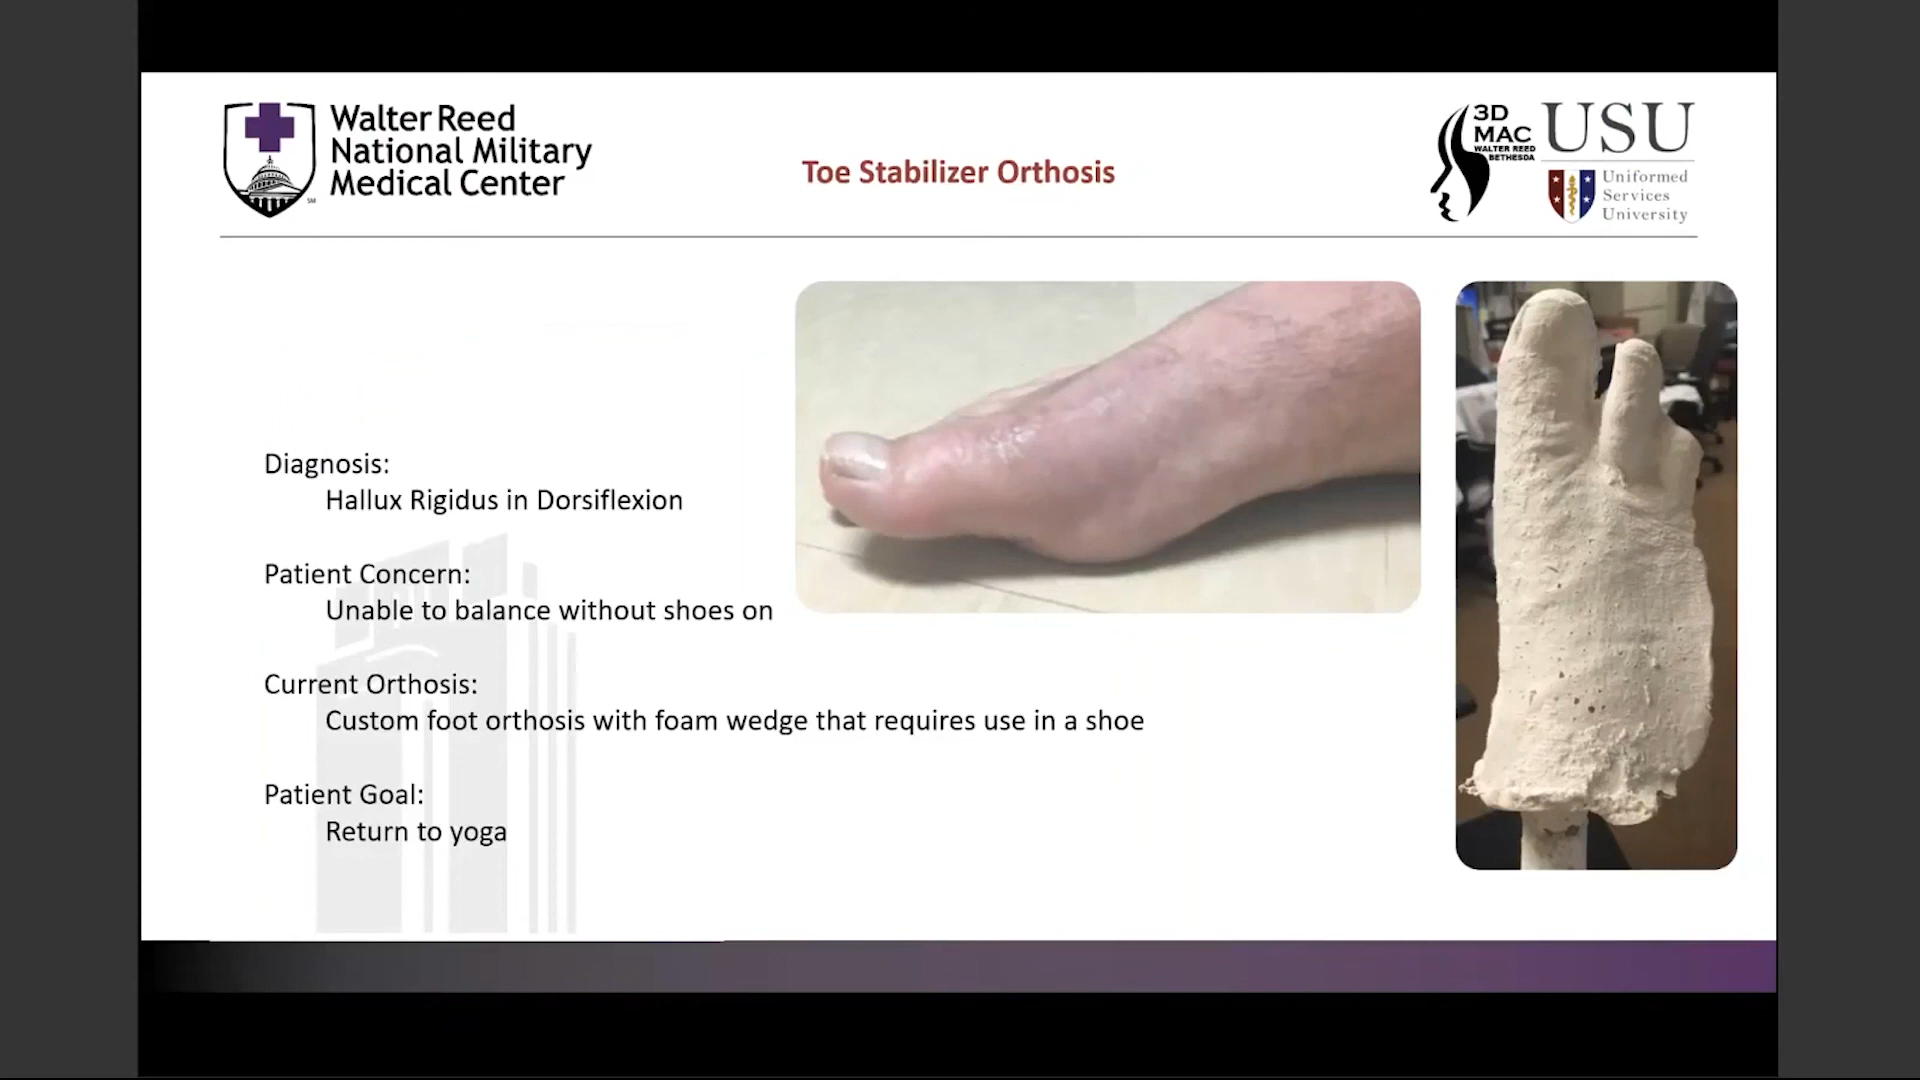 Walter Reed
National Military
Medical Center
SM
Toe Stabilizer Orthosis
3D
MAC
WALTER REED
BETHESDA
USU
Uniformed
Services
University
Diagnosis:
Hallux Rigidus in Dorsiflexion
Patient Concern:
Unable to balance without shoes on
Current Orthosis:
Custom foot orthosis with foam wedge that requires use in a shoe
Patient Goal:
Return to yoga